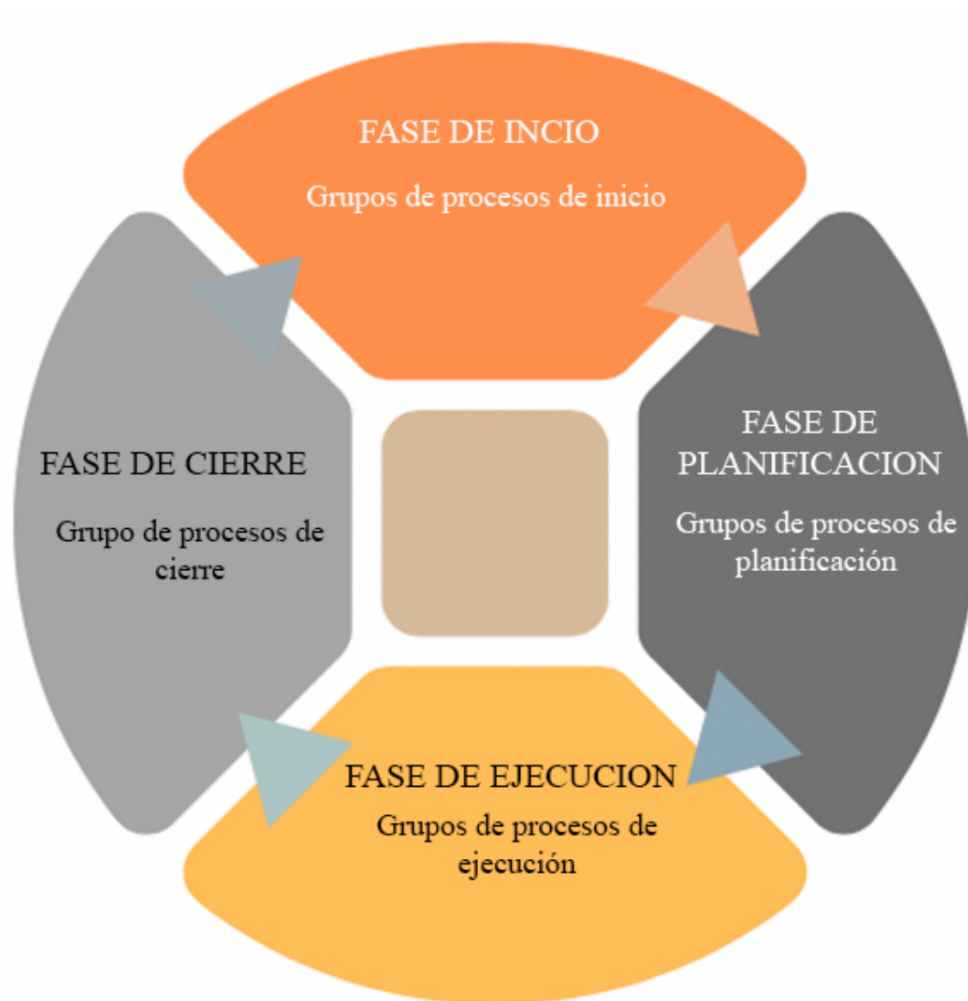 FASE DE INCIO
Grupos de procesos de inicio
FASE DE
PLANIFICACION
Grupos de procesos de
planificación
FASE DE EJECUCION
Grupos de procesos de
ejecución
FASE DE CIERRE
Grupo de procesos de
cierre